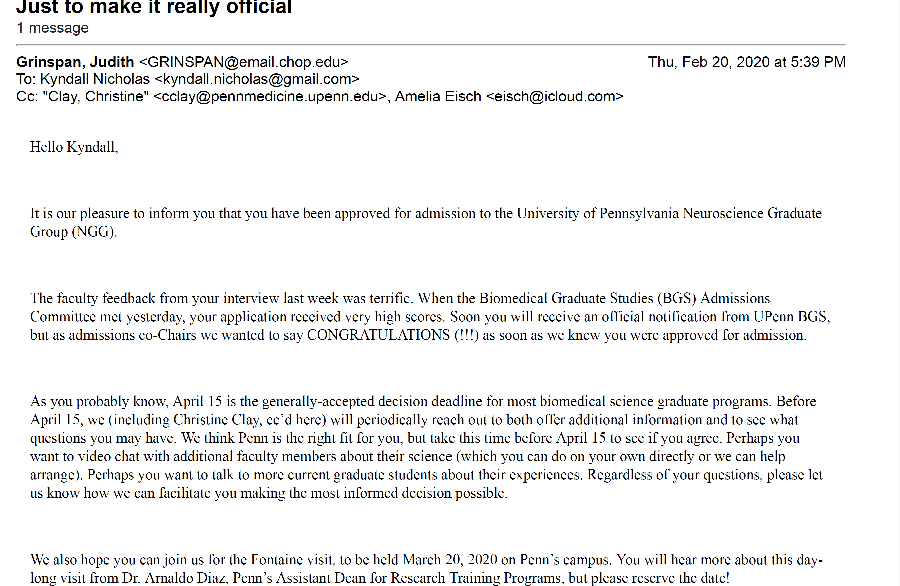 Just to make it really official
1 message
Grinspan, Judith <GRINSPAN@email.chop.edu> Thu, Feb 20, 2020 at 5:39 PM
To: Kyndall Nicholas <kyndall.nicholas@gmail.com>
Cc: "Clay, Christine" <cclay@pennmedicine.upenn.edu>, Amelia Eisch <eisch@icloud.com>
Hello Kyndall,
It is our pleasure to inform you that you have been approved for admission to the University of Pennsylvania Neuroscience Graduate
Group (NGG).
The faculty feedback from your interview last week was terrific. When the Biomedical Graduate Studies (BGS) Admissions
Committee met yesterday, your application received very high scores. Soon you will receive an official notification from UPenn BGS,
but as admissions co-Chairs we wanted to say CONGRATULATIONS (!!!) as soon as we knew you were approved for admission.
As you probably know, April 15 is the generally-accepted decision deadline for most biomedical science graduate programs. Before
April 15, we (including Christine Clay, cc'd here) will periodically reach out to both offer additional information and to see what
questions you may have. We think Penn is the right fit for you, but take this time before April 15 to see if you agree. Perhaps you
want to video chat with additional faculty members about their science (which you can do on your own directly or we can help
arrange). Perhaps you want to talk to more current graduate students about their experiences. Regardless of your questions, please let
us know how we can facilitate you making the most informed decision possible.
We also hope you can join us for the Fontaine visit, to be held March 20, 2020 on Penn's campus. You will hear more about this day-
long visit from Dr. Arnaldo Diaz, Penn's Assistant Dean for Research Training Programs, but please reserve the date!